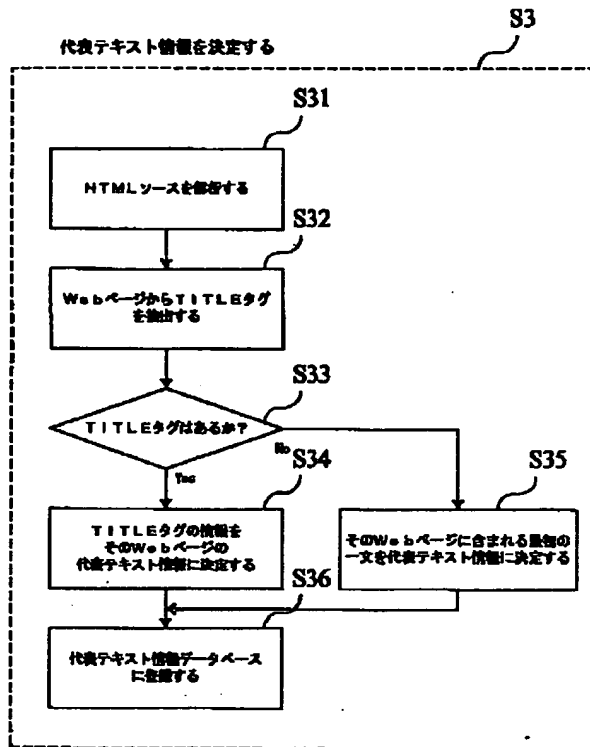 S3
代表テキスト情報を決定する
S31
HTMLソースを解析する
S32
WebページからTITLEタグ
を抽出する
S33
TITLEタグはあるか?
No
Yes
S34
TITLEタグの情報を
そのWebページの
代表テキスト情報に決定する
S35
そのWebページに含まれる最初の
一文を代表テキスト情報に決定する
S36
代表テキスト情報データベース
に登録する